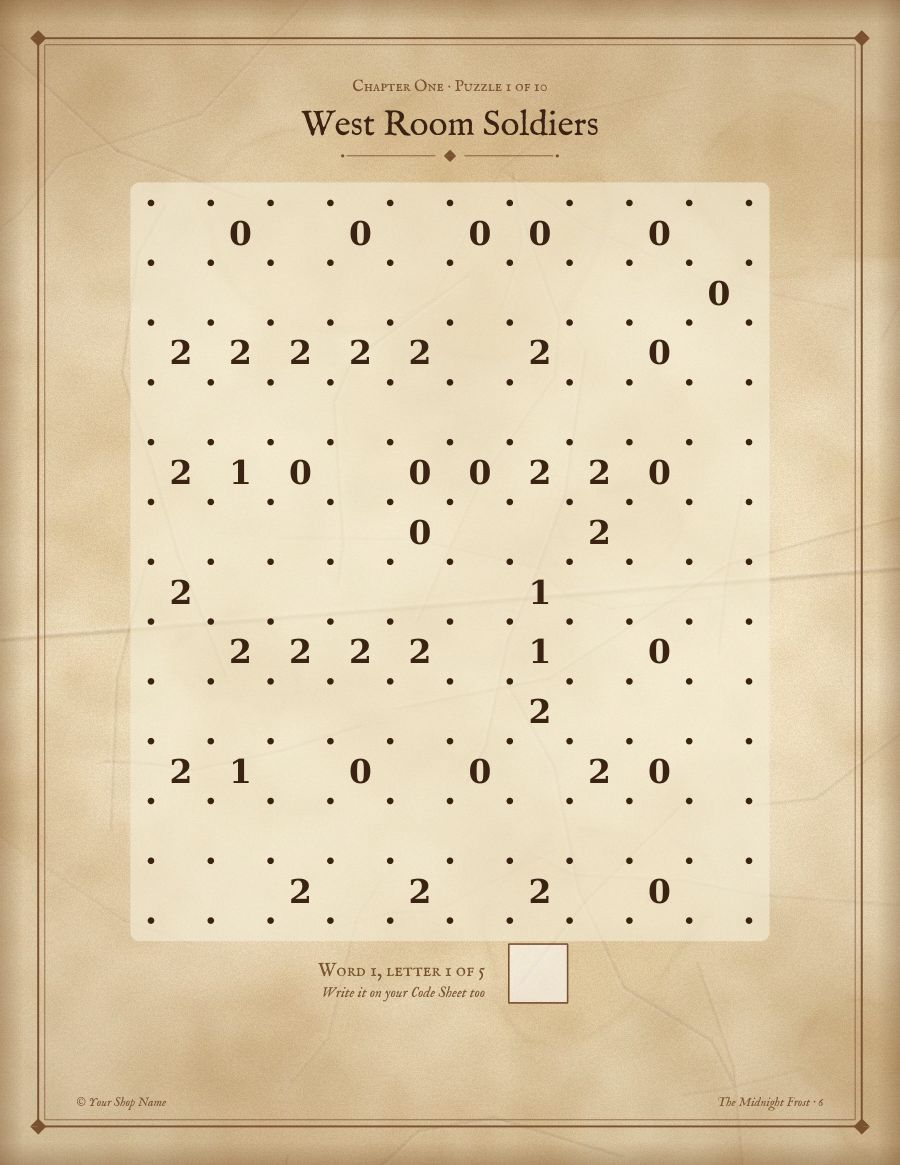 Chapter One · Puzzle 1 of 10
West Room Soldiers
0 0 0 0 0
0
2 2 2 2 2 2 0
2 1 0 0 0 2 2 0
0 2
2 1
2 2 2 2 1 0
2
2 1 0 0 2 0
2 2 2 0
Word 1, letter 1 of 5
Write it on your Code Sheet too
© Your Shop Name
The Midnight Frost · 6